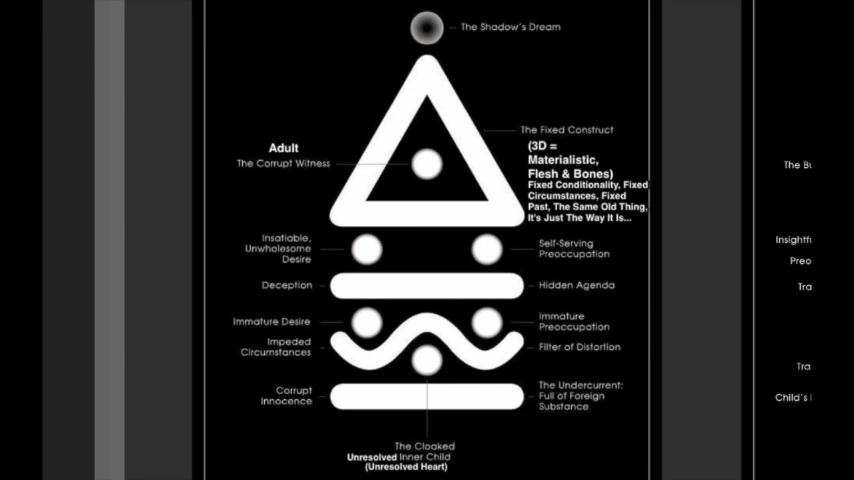 The Shadow's Dream
The Fixed Construct
Adult
The Corrupt Witness
(3D =
Materialistic,
Flesh & Bones)
Fixed Conditionality, Fixed
Circumstances, Fixed
Past, The Same Old Thing,
It's Just The Way It Is...
Insatiable,
Unwholesome
Desire
Self-Serving
Preoccupation
Deception
Hidden Agenda
Immature Desire
Immature
Preoccupation
Impeded
Circumstances
Filter of Distortion
Corrupt
Innocence
The Undercurrent:
Full of Foreign
Substance
The Cloaked
Unresolved Inner Child
(Unresolved Heart)
The
Child's